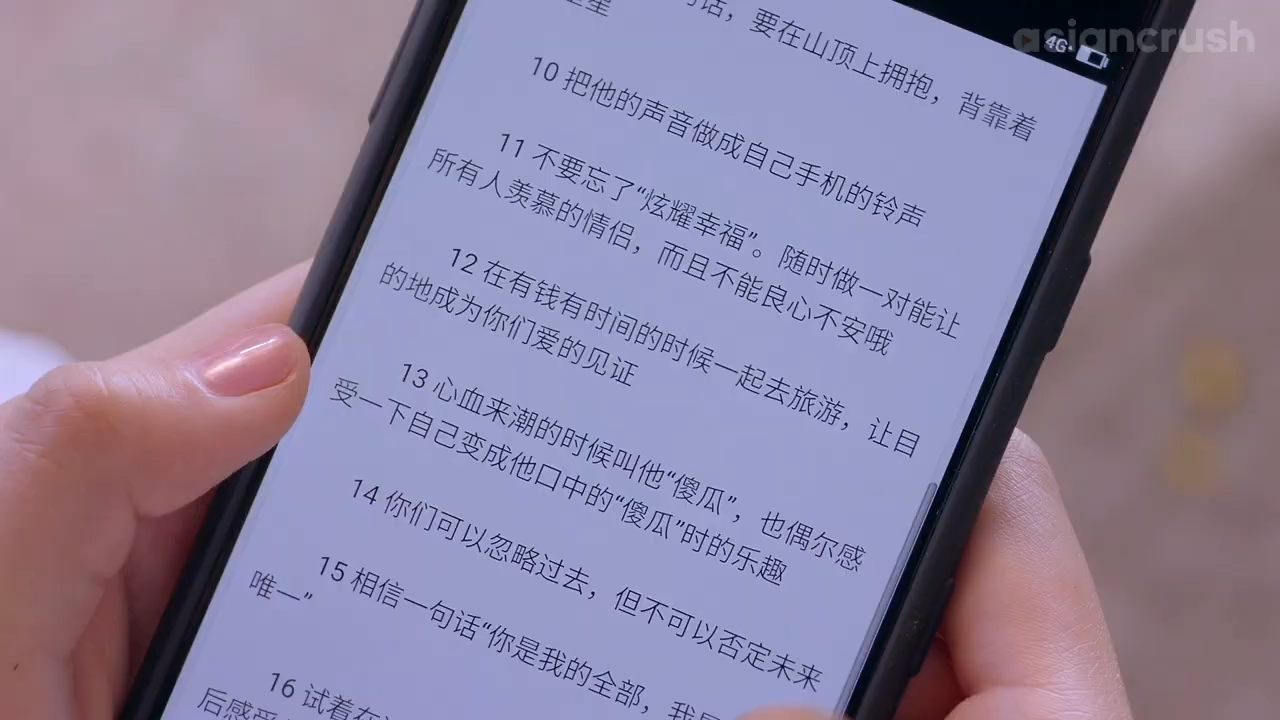 asiancrush
4G
话，要在山顶上拥抱，背靠着
星
10 把他的声音做成自己手机的铃声
11 不要忘了“炫耀幸福”。随时做一对能让
所有人羡慕的情侣，而且不能良心不安哦
12 在有钱有时间的时候一起去旅游，让目
的地成为你们爱的见证
13 心血来潮的时候叫他“傻瓜”，也偶尔感
受一下自己变成他口中的“傻瓜”时的乐趣
14 你们可以忽略过去，但不可以否定未来
15 相信一句话“你是我的全部，我
唯一”
16 试着在
后感受